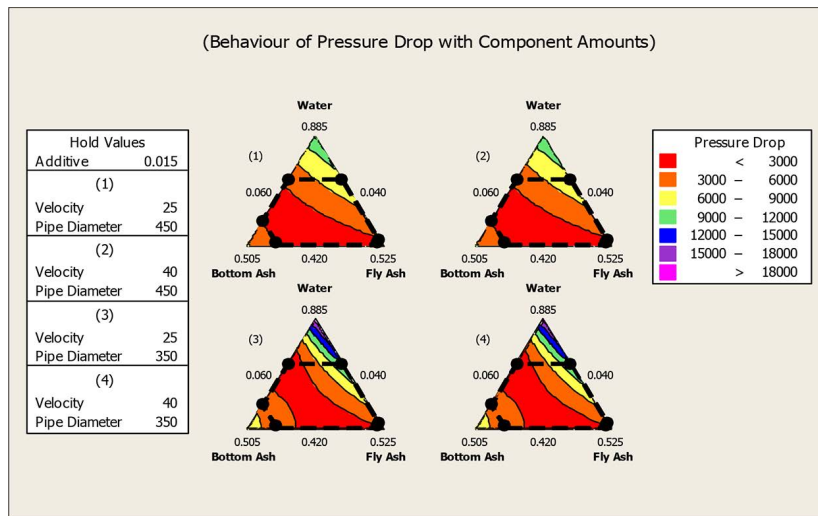 (Behaviour of Pressure Drop with Component Amounts)
Hold Values
Additive 0.015
(1)
Velocity 25
Pipe Diameter 450
(2)
Velocity 40
Pipe Diameter 450
(3)
Velocity 25
Pipe Diameter 350
(4)
Velocity 40
Pipe Diameter 350
Water
0.885
(1)
0.060 0.040
0.505 0.420 0.525
Bottom Ash Fly Ash
Water
0.885
(2)
0.060 0.040
0.505 0.420 0.525
Bottom Ash Fly Ash
Water
0.885
(3)
0.060 0.040
0.505 0.420 0.525
Bottom Ash Fly Ash
Water
0.885
(4)
0.060 0.040
0.505 0.420 0.525
Bottom Ash Fly Ash
Pressure Drop
< 3000
3000 – 6000
6000 – 9000
9000 – 12000
12000 – 15000
15000 – 18000
> 18000